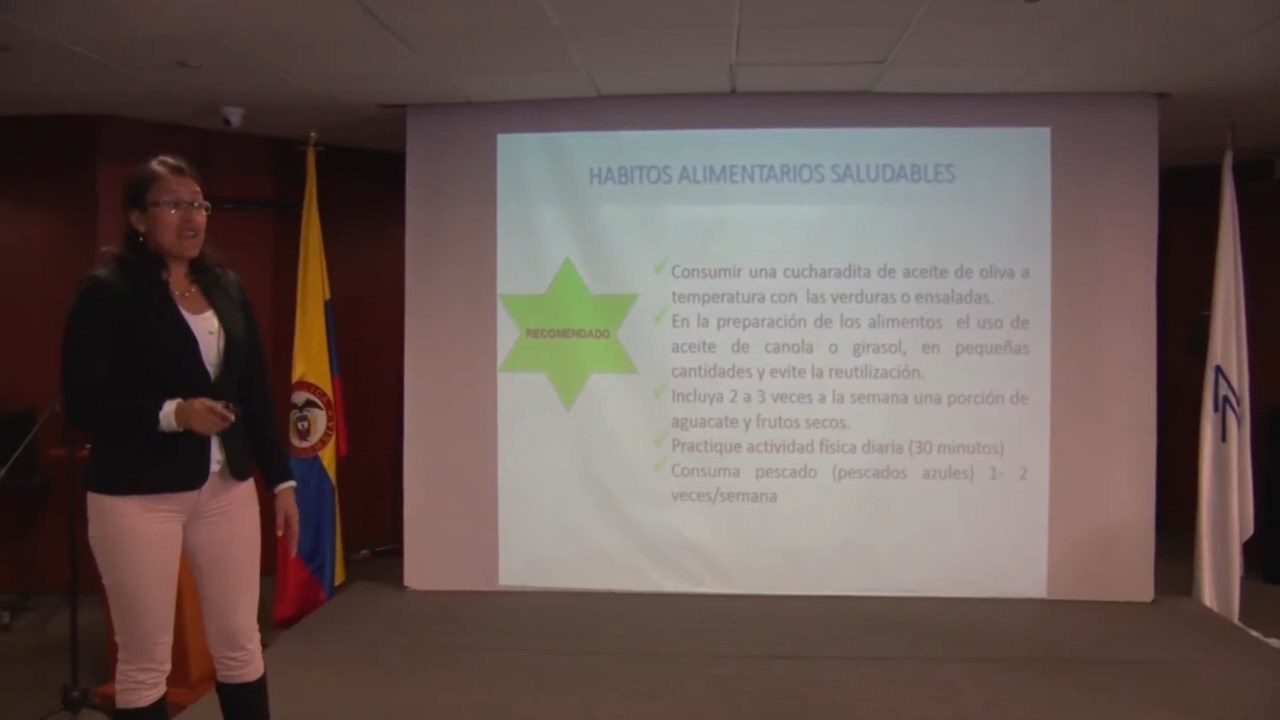 HABITOS ALIMENTARIOS SALUDABLES
RECOMENDADO
Consumir una cucharadita de aceite de oliva a
temperatura con las verduras o ensaladas.
En la preparación de los alimentos el uso de
aceite de canola o girasol, en pequeñas
cantidades y evite la reutilización.
Incluya 2 a 3 veces a la semana una porción de
aguacate y frutos secos.
Practique actividad física diaria (30 minutos)
Consuma pescado (pescados azules) 1- 2
veces/semana